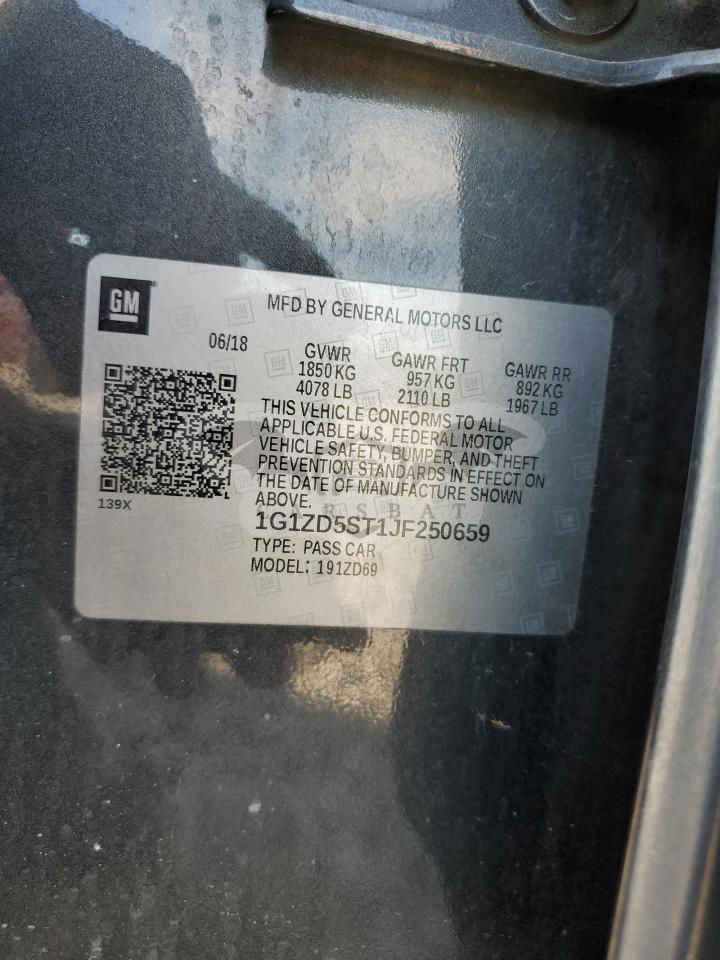 GM
MFD BY GENERAL MOTORS LLC
06/18
GVWR
1850 KG
4078 LB
GAWR FRT
957 KG
2110 LB
GAWR RR
892 KG
1967 LB
THIS VEHICLE CONFORMS TO ALL
APPLICABLE U.S. FEDERAL MOTOR
VEHICLE SAFETY, BUMPER, AND THEFT
PREVENTION STANDARDS IN EFFECT ON
THE DATE OF MANUFACTURE SHOWN
ABOVE.
139X
CARSBAT
1G1ZD5ST1JF250659
TYPE: PASS CAR
MODEL: 191ZD69